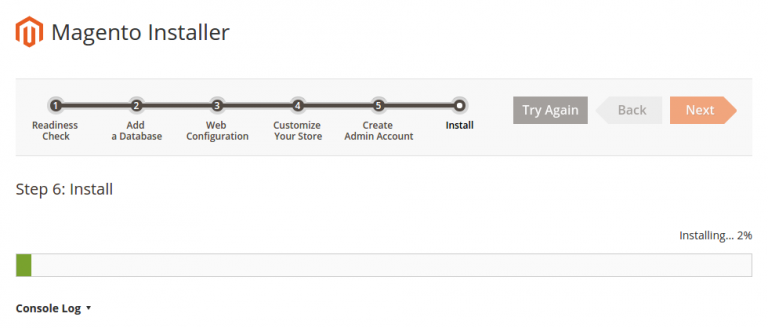 Magento Installer
1 2 3 4 5
Readiness Check
Add a Database
Web Configuration
Customize Your Store
Create Admin Account
Install
Try Again
Back
Next
Step 6: Install
Installing... 2%
Console Log